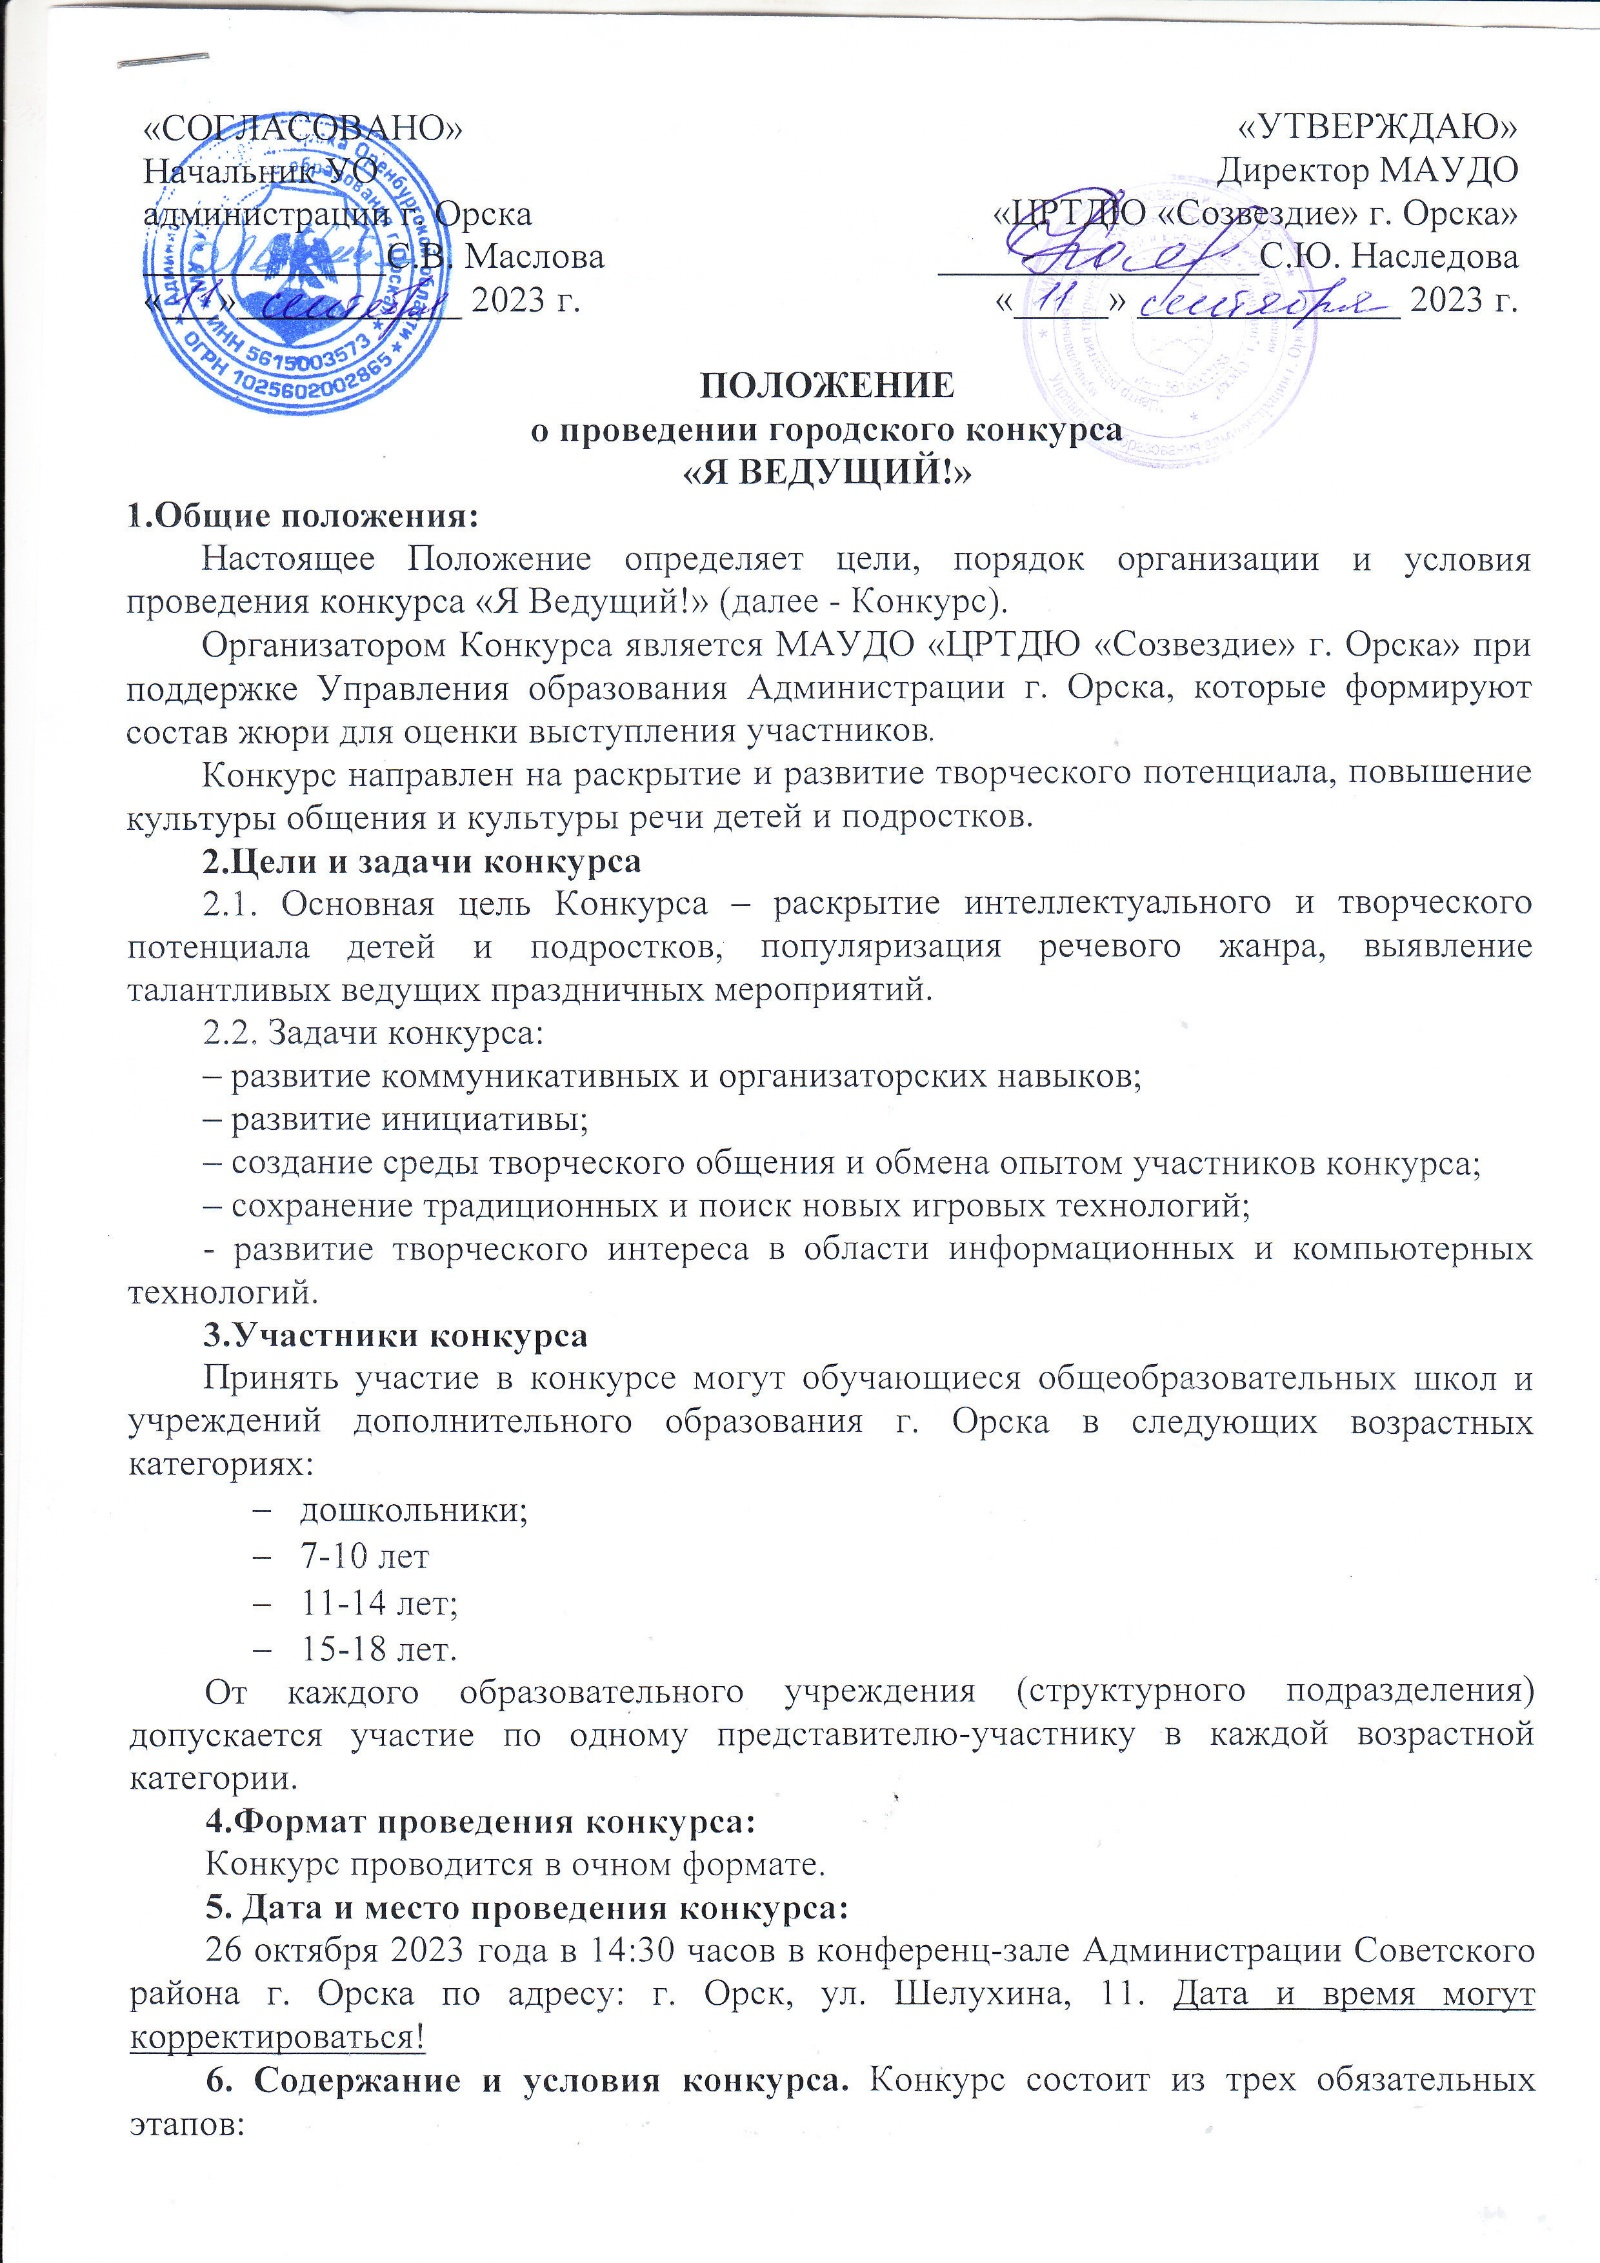 «СОГЛАСОВАНО»
Начальник УО
администрации г. Орска
С.В. Маслова
«11» сентября 2023 г.
«УТВЕРЖДАЮ»
Директор МАУДО
«ЦРТДЮ «Созвездие» г. Орска»
С.Ю. Наследова
«11» сентября 2023 г.
ИНН 5615003573
ОГРН 1025602002865
ПОЛОЖЕНИЕ
о проведении городского конкурса
«Я ВЕДУЩИЙ!»
1.Общие положения:
Настоящее Положение определяет цели, порядок организации и условия
проведения конкурса «Я Ведущий!» (далее - Конкурс).
Организатором Конкурса является МАУДО «ЦРТДЮ «Созвездие» г. Орска» при
поддержке Управления образования Администрации г. Орска, которые формируют
состав жюри для оценки выступления участников.
Конкурс направлен на раскрытие и развитие творческого потенциала, повышение
культуры общения и культуры речи детей и подростков.
2.Цели и задачи конкурса
2.1. Основная цель Конкурса – раскрытие интеллектуального и творческого
потенциала детей и подростков, популяризация речевого жанра, выявление
талантливых ведущих праздничных мероприятий.
2.2. Задачи конкурса:
– развитие коммуникативных и организаторских навыков;
– развитие инициативы;
– создание среды творческого общения и обмена опытом участников конкурса;
– сохранение традиционных и поиск новых игровых технологий;
- развитие творческого интереса в области информационных и компьютерных
технологий.
3.Участники конкурса
Принять участие в конкурсе могут обучающиеся общеобразовательных школ и
учреждений дополнительного образования г. Орска в следующих возрастных
категориях:
– дошкольники;
– 7-10 лет
– 11-14 лет;
– 15-18 лет.
От каждого образовательного учреждения (структурного подразделения)
допускается участие по одному представителю-участнику в каждой возрастной
категории.
4.Формат проведения конкурса:
Конкурс проводится в очном формате.
5. Дата и место проведения конкурса:
26 октября 2023 года в 14:30 часов в конференц-зале Администрации Советского
района г. Орска по адресу: г. Орск, ул. Шелухина, 11. Дата и время могут
корректироваться!
6. Содержание и условия конкурса. Конкурс состоит из трех обязательных
этапов: